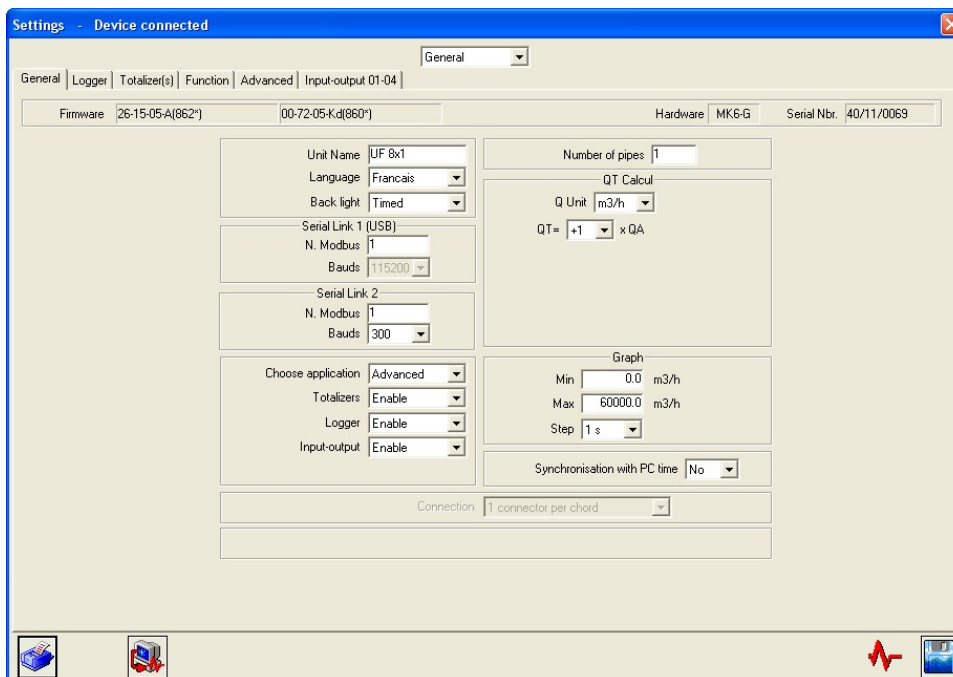 Settings - Device connected
General
General Logger Totalizer(s) Function Advanced Input-output 01-04
Firmware 26-15-05-A(862*) 00-72-05-Kd(860*) Hardware MK6-G Serial Nbr. 40/11/0069
Unit Name UF 8x1
Language Francais
Back light Timed
Serial Link 1 (USB)
N. Modbus 1
Bauds 115200
Serial Link 2
N. Modbus 1
Bauds 300
Choose application Advanced
Totalizers Enable
Logger Enable
Input-output Enable
Number of pipes 1
QT Calcul
Q Unit m3/h
QT= +1 x QA
Graph
Min 0.0 m3/h
Max 60000.0 m3/h
Step 1 s
Synchronisation with PC time No
Connection 1 connector per chord